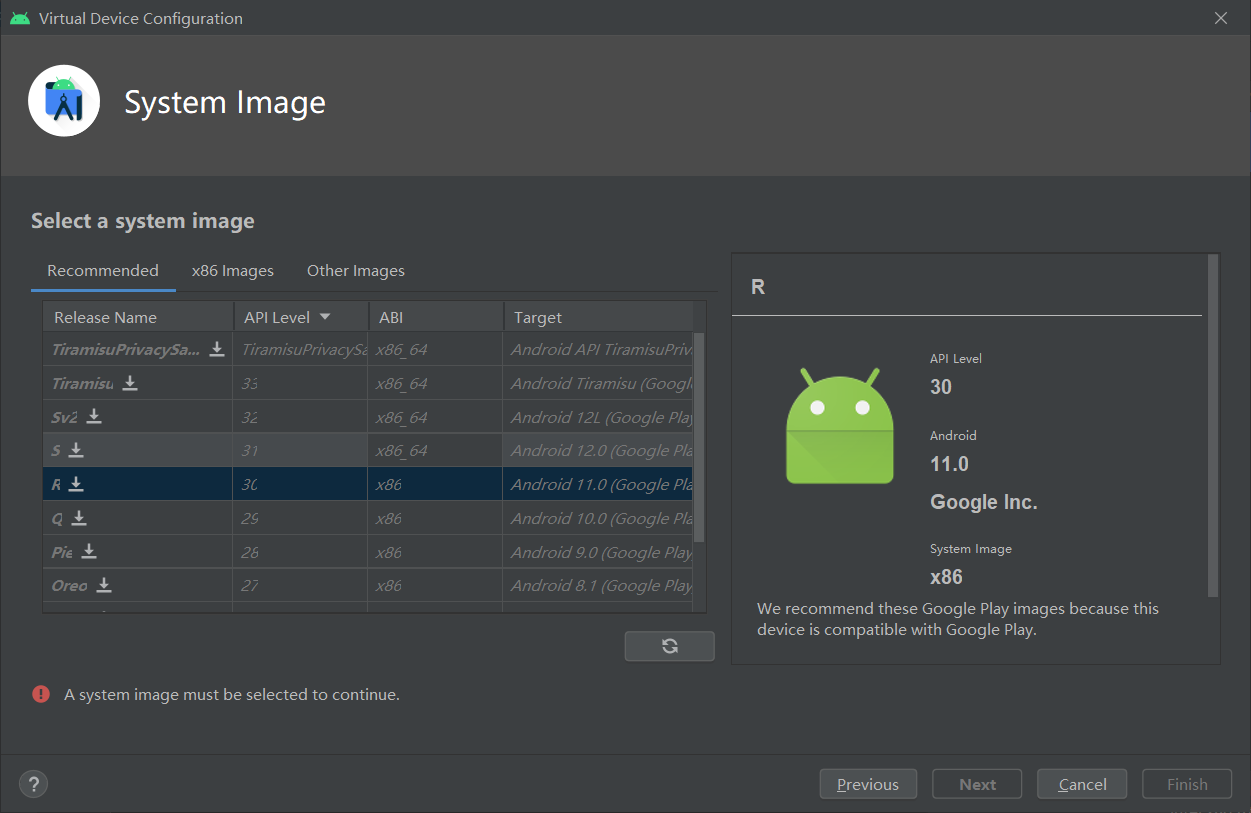 Virtual Device Configuration
System Image
Select a system image
Recommended x86 Images Other Images
Release Name API Level ABI Target
TiramisuPrivacySa... TiramisuPrivacySa x86_64 Android API TiramisuPriv
Tiramisu 33 x86_64 Android Tiramisu (Googl
Sv2 32 x86_64 Android 12L (Google Play
S 31 x86_64 Android 12.0 (Google Pla
R 30 x86 Android 11.0 (Google Pla
Q 29 x86 Android 10.0 (Google Pla
Pie 28 x86 Android 9.0 (Google Play
Oreo 27 x86 Android 8.1 (Google Play
R
API Level
30
Android
11.0
Google Inc.
System Image
x86
We recommend these Google Play images because this
device is compatible with Google Play.
A system image must be selected to continue.
? Previous Next Cancel Finish